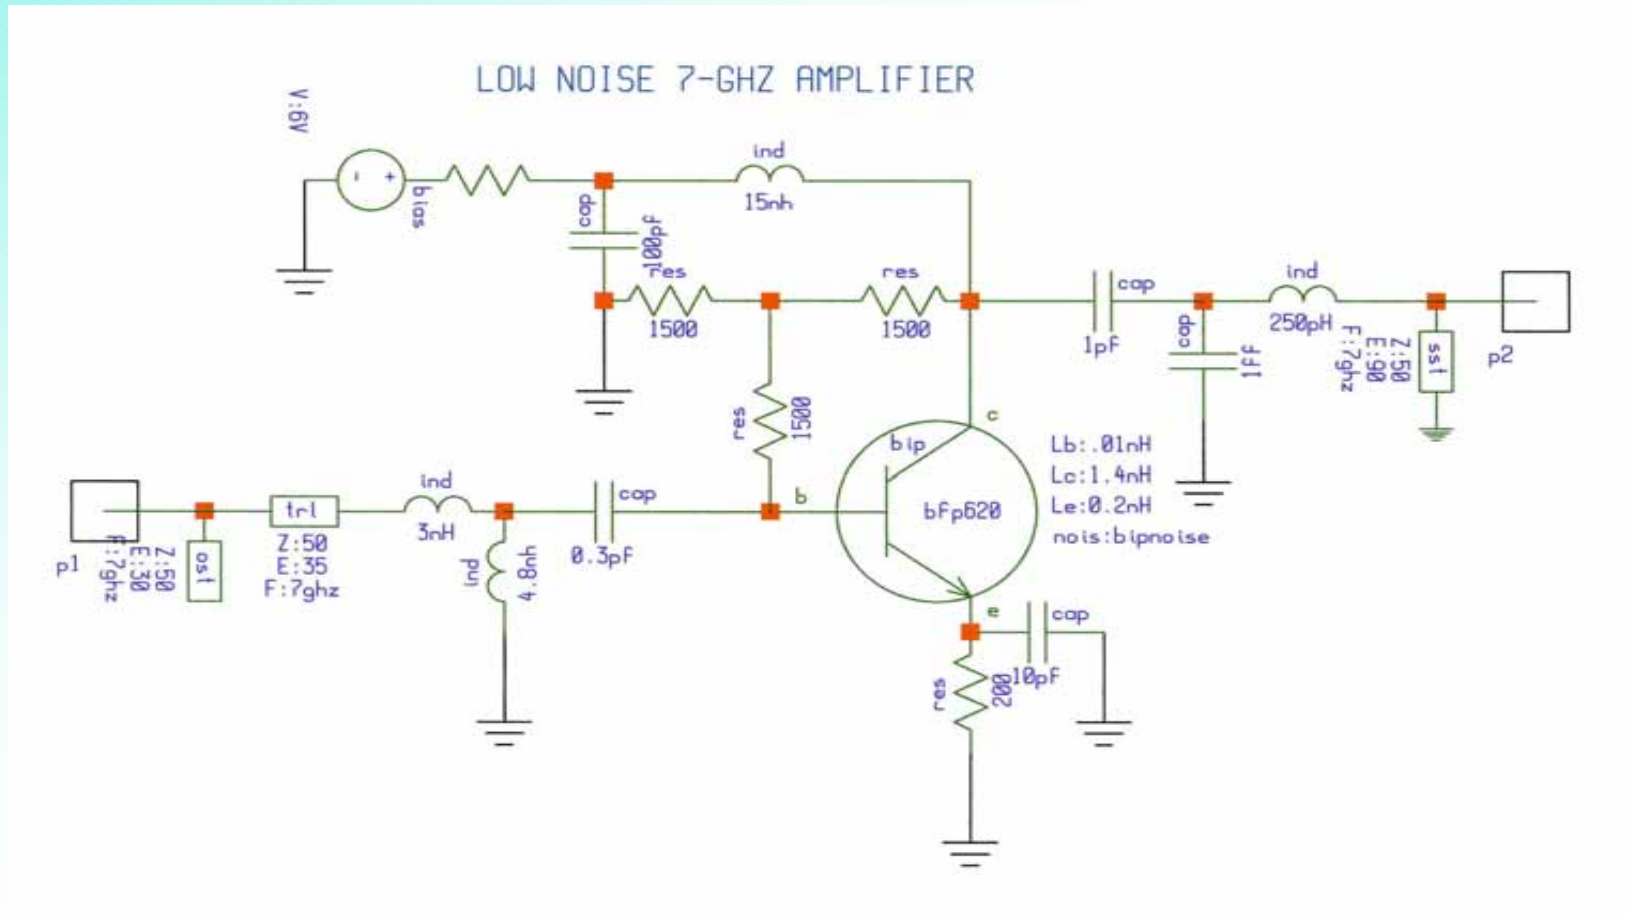 LOW NOISE 7-GHZ AMPLIFIER
V:6V
bias
ind
15nh
cap
100pf
res
1500
res
1500
cap
1pF
cap
1ff
ind
250pH
sst
Z:50
E:90
F:7ghz
p2
res
1500
p1
ost
Z:50
E:30
F:7ghz
trl
Z:50
E:35
F:7ghz
ind
3nH
ind
4.8nh
cap
0.3pF
b
bip
bfp620
c
e
Lb:.01nH
Lc:1.4nH
Le:0.2nH
nois:bipnoise
cap
10pF
res
200